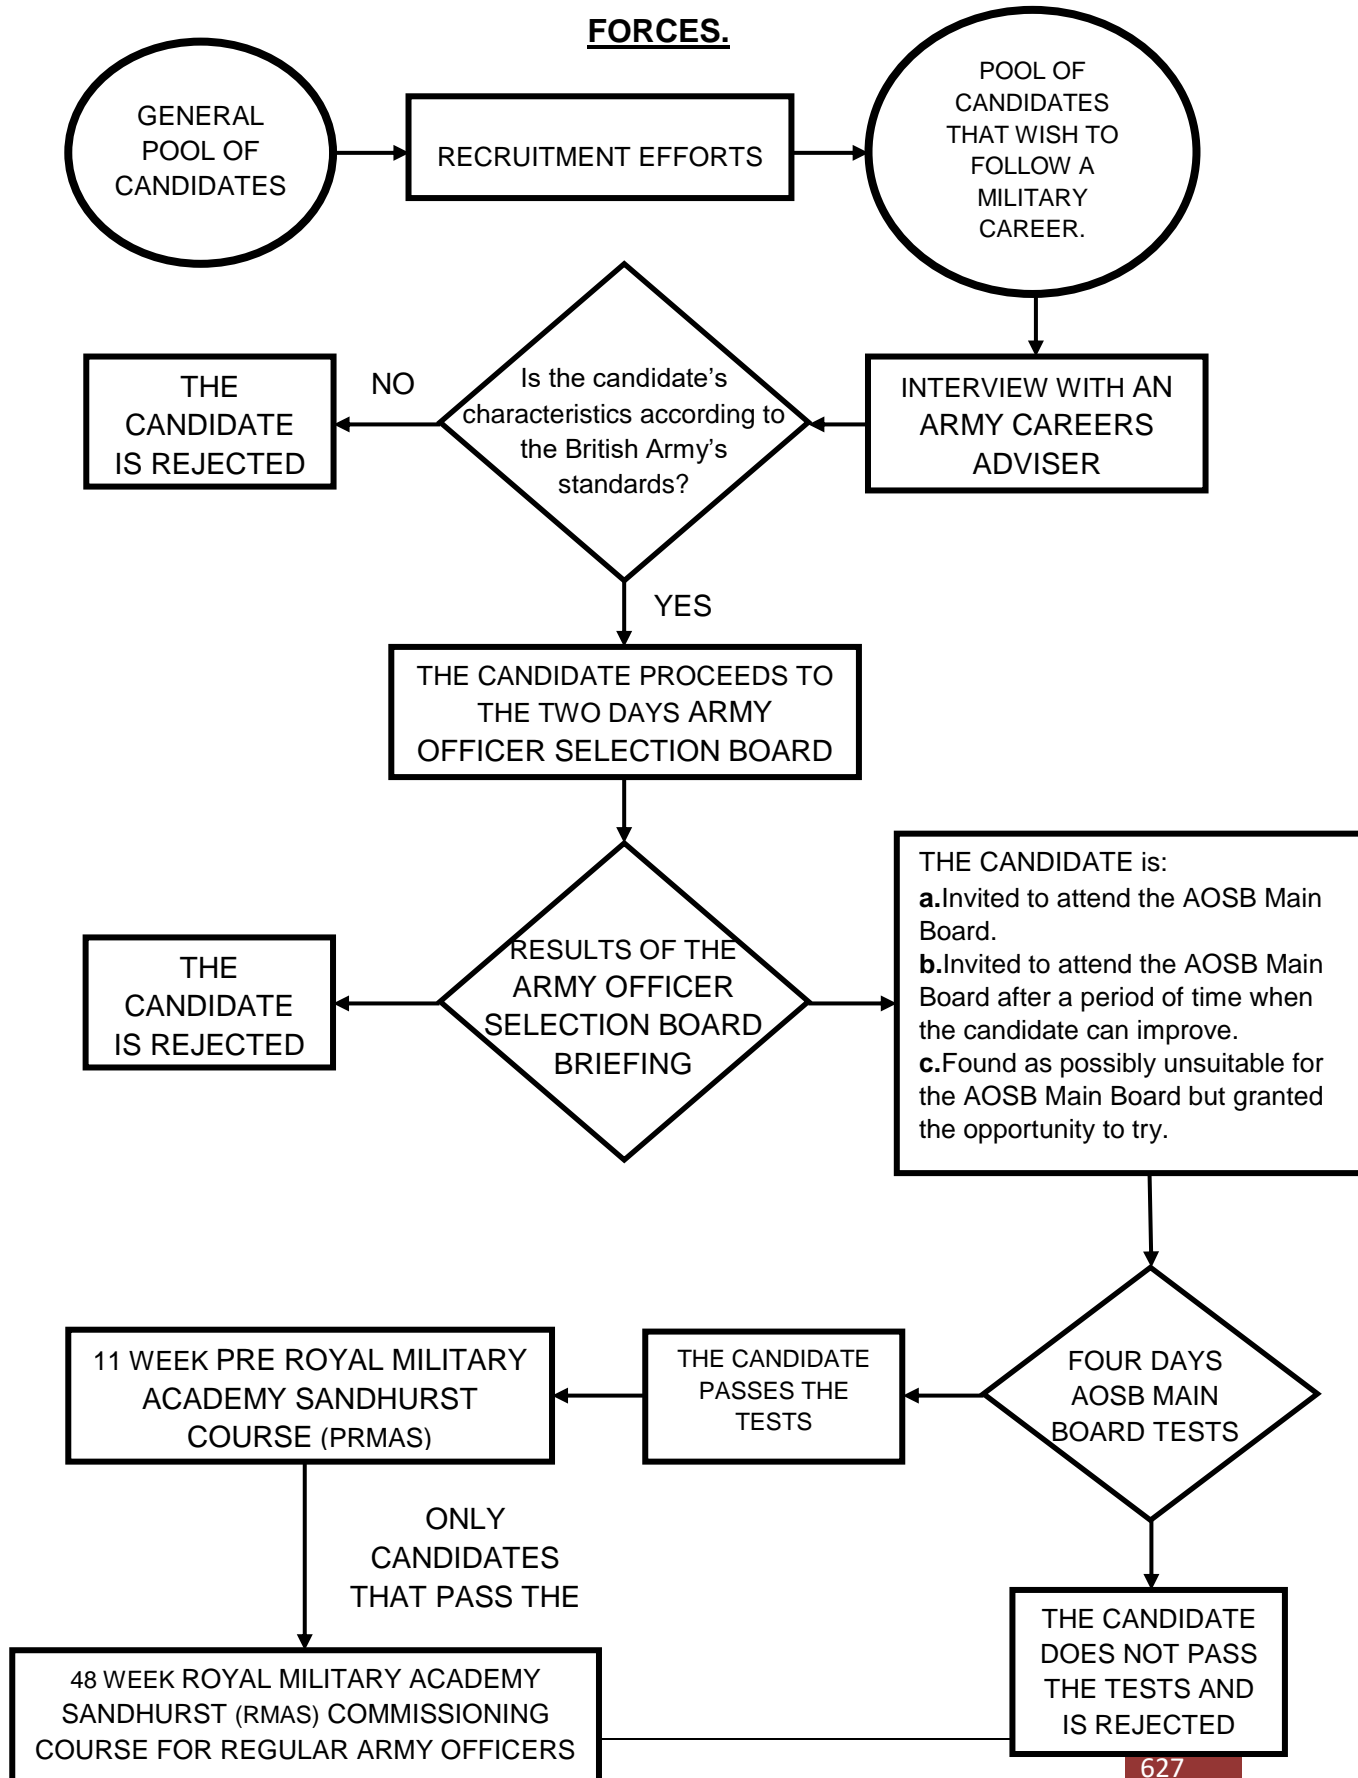 FORCES.
GENERAL
POOL OF
CANDIDATES
RECRUITMENT EFFORTS
POOL OF
CANDIDATES
THAT WISH TO
FOLLOW A
MILITARY
CAREER.
INTERVIEW WITH AN
ARMY CAREERS
ADVISER
Is the candidate’s
characteristics according to
the British Army’s
standards?
NO
THE
CANDIDATE
IS REJECTED
YES
THE CANDIDATE PROCEEDS TO
THE TWO DAYS ARMY
OFFICER SELECTION BOARD
RESULTS OF THE
ARMY OFFICER
SELECTION BOARD
BRIEFING
THE
CANDIDATE
IS REJECTED
THE CANDIDATE is:
a.Invited to attend the AOSB Main
Board.
b.Invited to attend the AOSB Main
Board after a period of time when
the candidate can improve.
c.Found as possibly unsuitable for
the AOSB Main Board but granted
the opportunity to try.
FOUR DAYS
AOSB MAIN
BOARD TESTS
THE CANDIDATE
PASSES THE
TESTS
11 WEEK PRE ROYAL MILITARY
ACADEMY SANDHURST
COURSE (PRMAS)
ONLY
CANDIDATES
THAT PASS THE
THE CANDIDATE
DOES NOT PASS
THE TESTS AND
IS REJECTED
48 WEEK ROYAL MILITARY ACADEMY
SANDHURST (RMAS) COMMISSIONING
COURSE FOR REGULAR ARMY OFFICERS
627